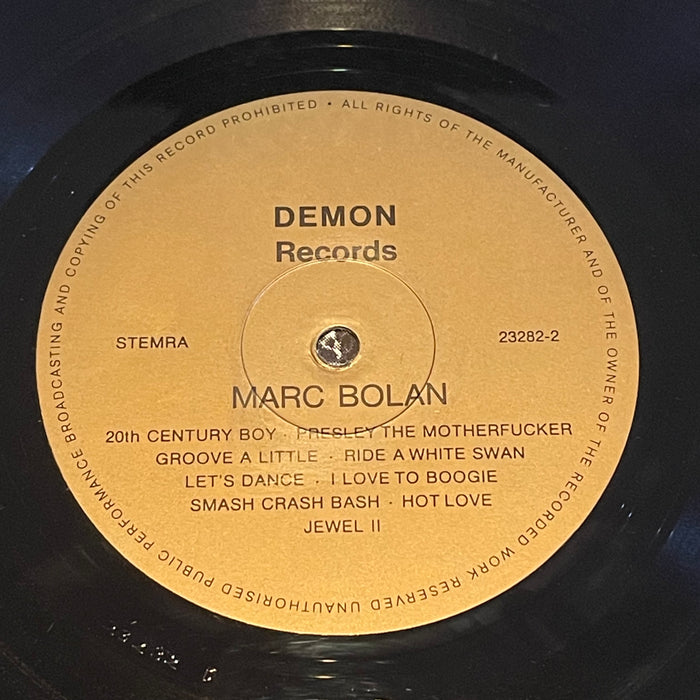 DEMON
Records
STEMRA
23282-2
MARC BOLAN
20th CENTURY BOY · PRESLEY THE MOTHERFUCKER
GROOVE A LITTLE · RIDE A WHITE SWAN
LET'S DANCE · I LOVE TO BOOGIE
SMASH CRASH BASH · HOT LOVE
JEWEL II
ALL RIGHTS OF THE MANUFACTURER AND OF THE OWNER OF THE RECORDED WORK RESERVED UNAUTHORISED PUBLIC PERFORMANCE BROADCASTING AND COPYING OF THIS RECORD PROHIBITED ·